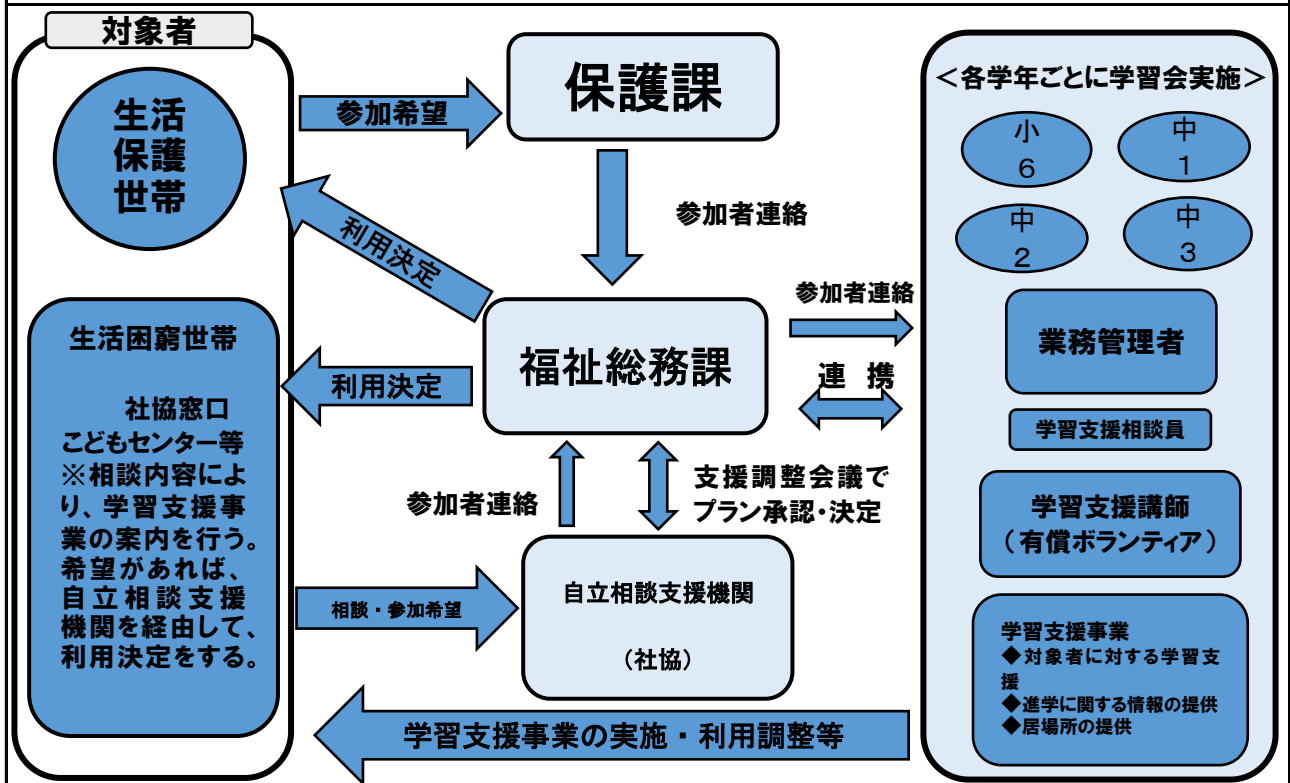 対象者
生活
保護
世帯
参加希望
保護課
参加者連絡
利用決定
生活困窮世帯
社協窓口
こどもセンター等
※相談内容によ
り、学習支援事
業の案内を行う。
希望があれば、
自立相談支援
機関を経由して、
利用決定をする。
利用決定
福祉総務課
参加者連絡
連 携
参加者連絡
支援調整会議で
プラン承認・決定
相談・参加希望
自立相談支援機関
（社協）
学習支援事業の実施・利用調整等
＜各学年ごとに学習会実施＞
小
６
中
１
中
２
中
３
業務管理者
学習支援相談員
学習支援講師
（有償ボランティア）
学習支援事業
◆対象者に対する学習支
援
◆進学に関する情報の提供
◆居場所の提供